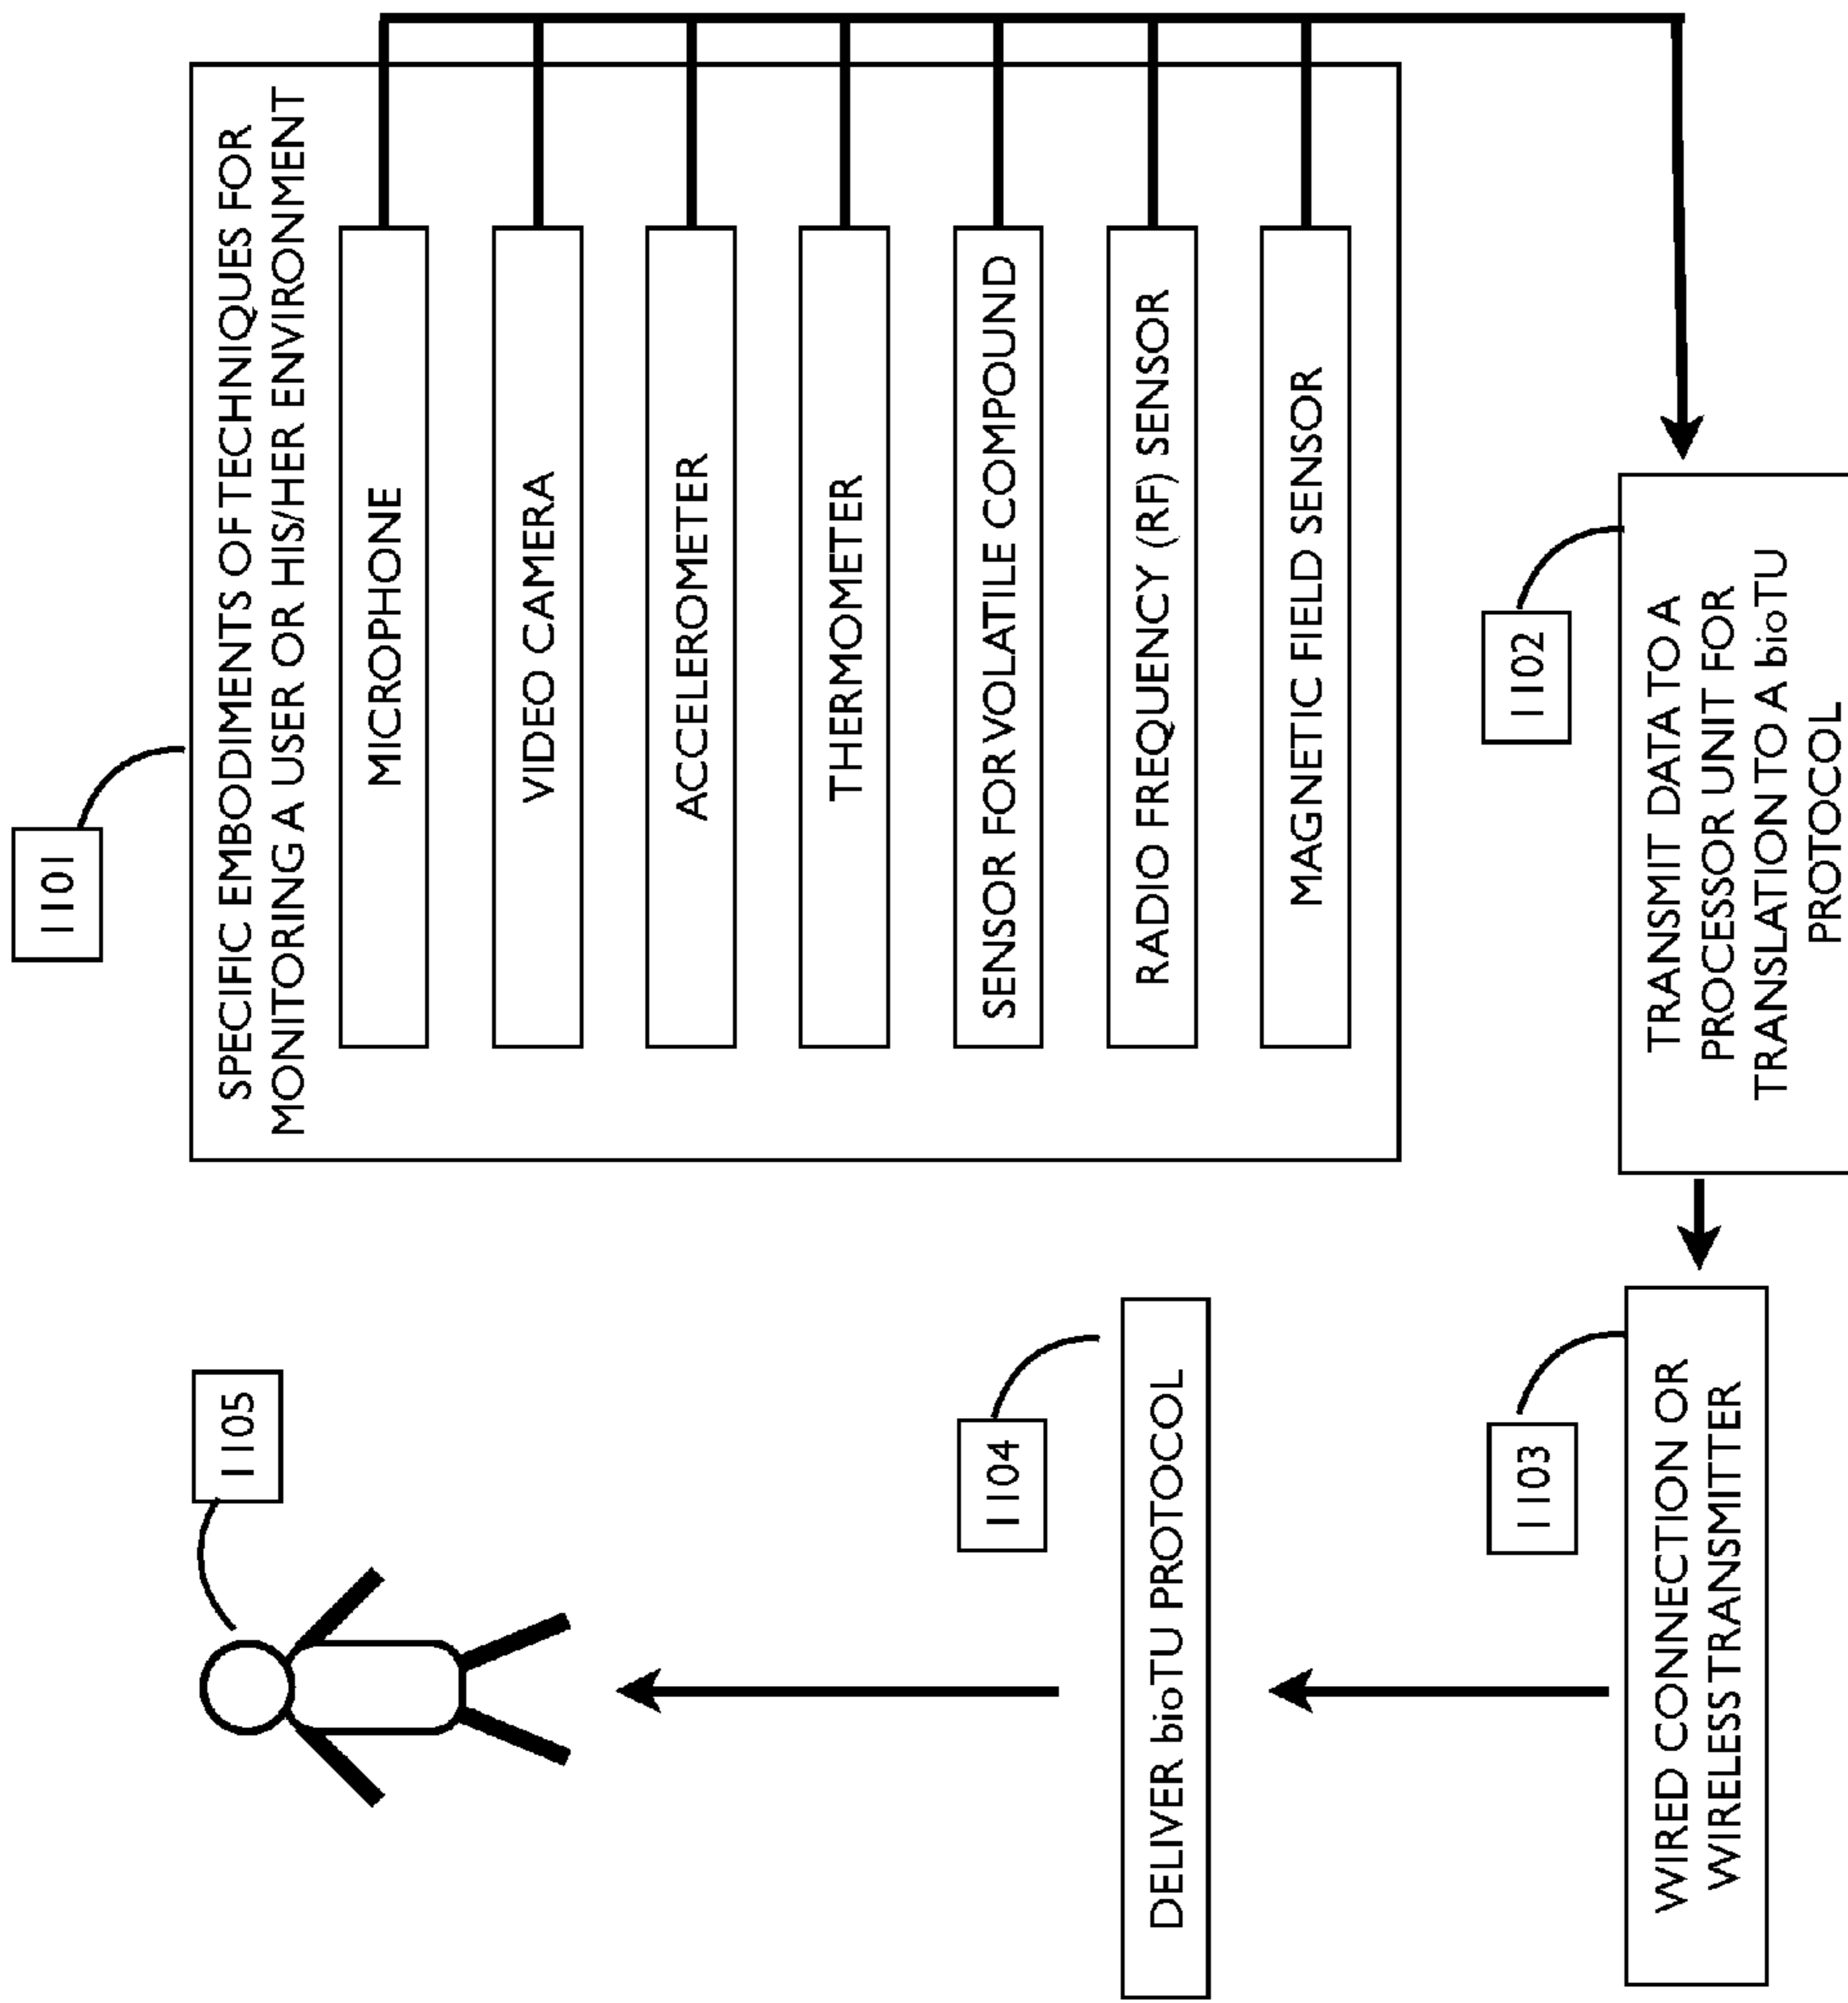 1101
SPECIFIC EMBODIMENTS OF TECHNIQUES FOR
MONITORING A USER OR HIS/HER ENVIRONMENT
MICROPHONE
VIDEO CAMERA
ACCELEROMETER
THERMOMETER
SENSOR FOR VOLATILE COMPOUND
RADIO FREQUENCY (RF) SENSOR
MAGNETIC FIELD SENSOR
1102
TRANSMIT DATA TO A
PROCESSOR UNIT FOR
TRANSLATION TO A bioTU
PROTOCOL
1103
WIRED CONNECTION OR
WIRELESS TRANSMITTER
1104
DELIVER bioTU PROTOCOL
1105